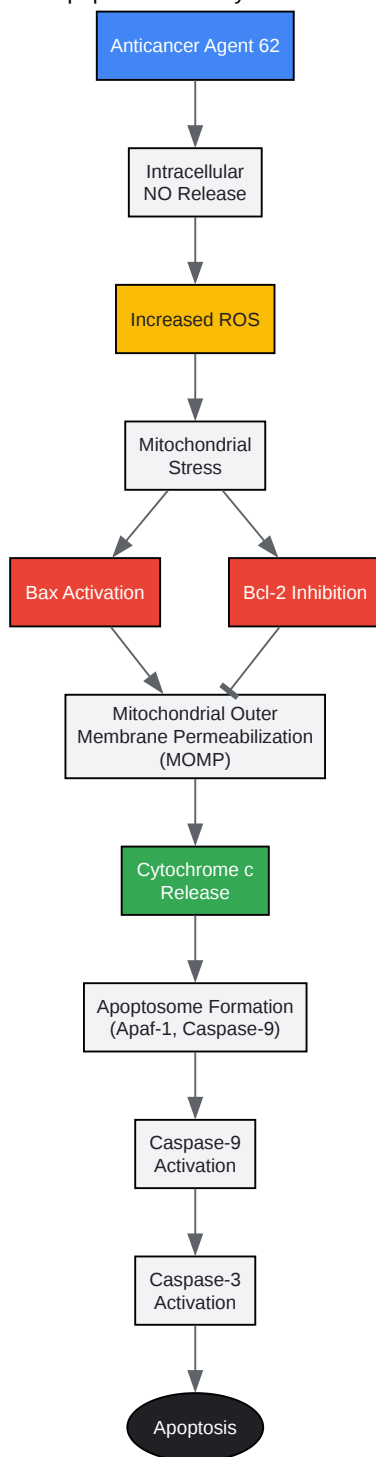 Anticancer Agent 62
Intracellular
NO Release
Increased ROS
Mitochondrial
Stress
Bax Activation
Bcl-2 Inhibition
Mitochondrial Outer
Membrane Permeabilization
(MOMP)
Cytochrome c
Release
Apoptosome Formation
(Apaf-1, Caspase-9)
Caspase-9
Activation
Caspase-3
Activation
Apoptosis